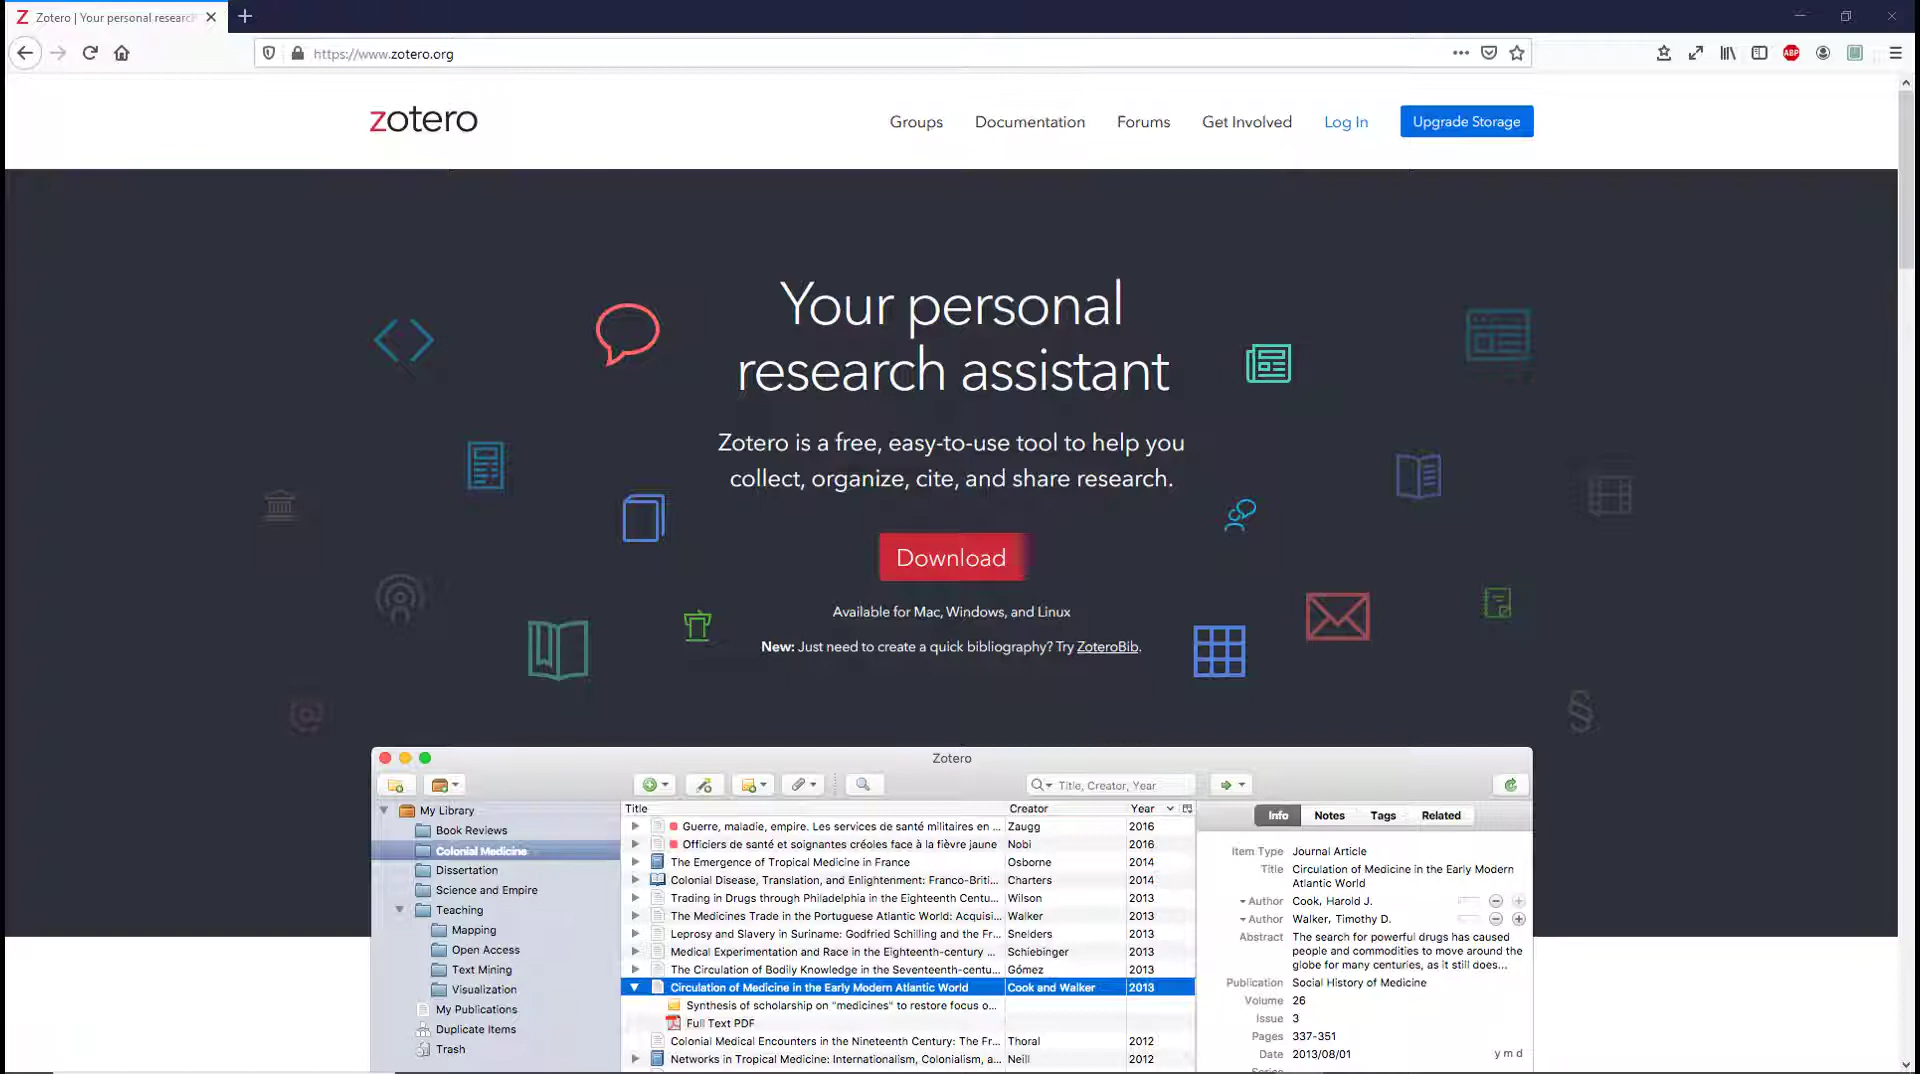 Zotero | Your personal research
https://www.zotero.org
ABP
zotero
Groups
Documentation
Forums
Get Involved
Log In
Upgrade Storage
Your personal
research assistant
Zotero is a free, easy-to-use tool to help you
collect, organize, cite, and share research.
Download
Available for Mac, Windows, and Linux
New: Just need to create a quick bibliography? Try ZoteroBib.
Zotero
Title, Creator, Year
My Library
Book Reviews
Colonial Medicine
Dissertation
Science and Empire
Teaching
Mapping
Open Access
Text Mining
Visualization
My Publications
Duplicate Items
Trash
Title Creator Year
Guerre, maladie, empire. Les services de santé militaires en ... Zaugg 2016
Officiers de santé et soignantes créoles face à la fièvre jaune Nobi 2016
The Emergence of Tropical Medicine in France Osborne 2014
Colonial Disease, Translation, and Enlightenment: Franco-Briti... Charters 2014
Trading in Drugs through Philadelphia in the Eighteenth Centu... Wilson 2013
The Medicines Trade in the Portuguese Atlantic World: Acquisi... Walker 2013
Leprosy and Slavery in Suriname: Godfried Schilling and the Fr... Snelders 2013
Medical Experimentation and Race in the Eighteenth-century ... Schiebinger 2013
The Circulation of Bodily Knowledge in the Seventeenth-centu... Gómez 2013
Circulation of Medicine in the Early Modern Atlantic World Cook and Walker 2013
Synthesis of scholarship on "medicines" to restore focus o...
Full Text PDF
Colonial Medical Encounters in the Nineteenth Century: The Fr... Thoral 2012
Networks in Tropical Medicine: Internationalism, Colonialism, a... Neill 2012
Info
Notes
Tags
Related
Item Type Journal Article
Title Circulation of Medicine in the Early Modern
Atlantic World
Author Cook, Harold J.
Author Walker, Timothy D.
Abstract The search for powerful drugs has caused
people and commodities to move around the
globe for many centuries, as it still does...
Publication Social History of Medicine
Volume 26
Issue 3
Pages 337-351
Date 2013/08/01 y m d